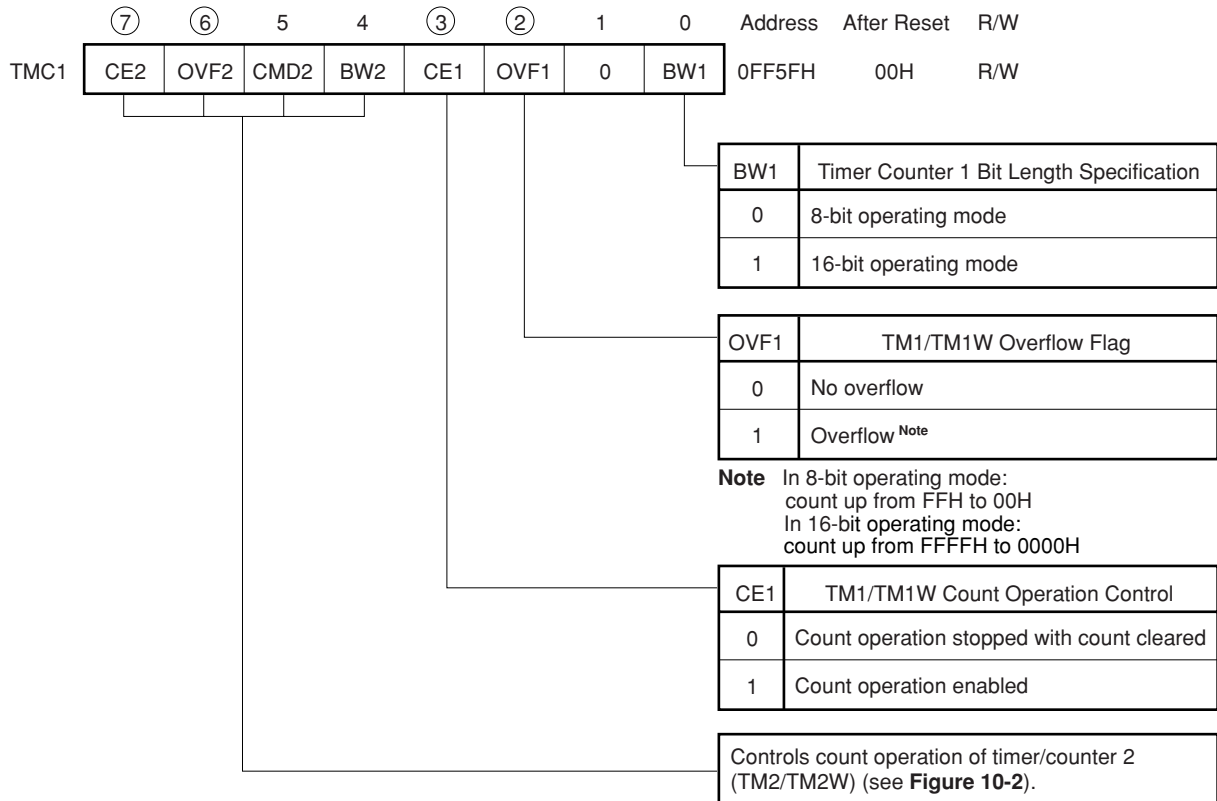 ⑦ ⑥ 5 4 ③ ② 1 0 Address After Reset R/W
TMC1 CE2 OVF2 CMD2 BW2 CE1 OVF1 0 BW1 0FF5FH 00H R/W
BW1 Timer Counter 1 Bit Length Specification
0 8-bit operating mode
1 16-bit operating mode
OVF1 TM1/TM1W Overflow Flag
0 No overflow
1 Overflow Note
Note In 8-bit operating mode:
count up from FFH to 00H
In 16-bit operating mode:
count up from FFFFH to 0000H
CE1 TM1/TM1W Count Operation Control
0 Count operation stopped with count cleared
1 Count operation enabled
Controls count operation of timer/counter 2
(TM2/TM2W) (see Figure 10-2).